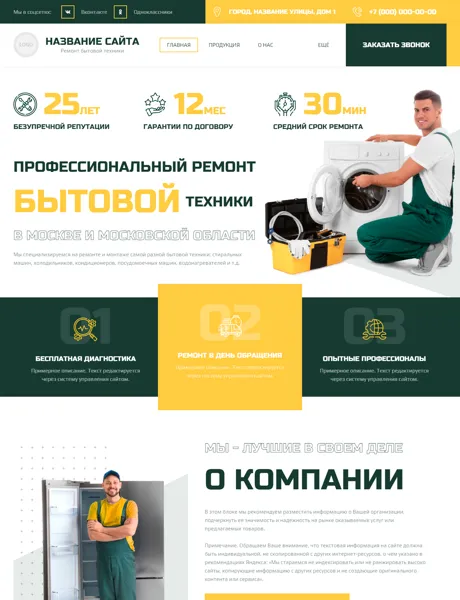 Мы в соцсетях:
Вконтакте
Одноклассники
ГОРОД, НАЗВАНИЕ УЛИЦЫ, ДОМ 1
+7 (000) 000-00-00
НАЗВАНИЕ САЙТА
Ремонт бытовой техники
ГЛАВНАЯ
ПРОДУКЦИЯ
О НАС
ЕЩЁ
ЗАКАЗАТЬ ЗВОНОК
25 ЛЕТ
БЕЗУПРЕЧНОЙ РЕПУТАЦИИ
12 МЕС
ГАРАНТИИ ПО ДОГОВОРУ
30 МИН
СРЕДНИЙ СРОК РЕМОНТА
ПРОФЕССИОНАЛЬНЫЙ РЕМОНТ
БЫТОВОЙ ТЕХНИКИ
В МОСКВЕ И МОСКОВСКОЙ ОБЛАСТИ
Мы специализируемся на ремонте и монтаже самой разной бытовой техники: стиральных
машин, холодильников, кондиционеров, посудомоечных машин, водонагревателей и т.д.
01
БЕСПЛАТНАЯ ДИАГНОСТИКА
Примерное описание. Текст редактируется
через систему управления сайтом.
02
РЕМОНТ В ДЕНЬ ОБРАЩЕНИЯ
Примерное описание. Текст редактируется
через систему управления сайтом.
03
ОПЫТНЫЕ ПРОФЕССИОНАЛЫ
Примерное описание. Текст редактируется
через систему управления сайтом.
МЫ - ЛУЧШИЕ В СВОЕМ ДЕЛЕ
О КОМПАНИИ
В этом блоке мы рекомендуем разместить информацию о Вашей организации,
подчеркнуть ее значимость и надежность на рынке оказываемых услуг или
предлагаемых товаров.
Примечание. Обращаем Ваше внимание, что текстовая информация на сайте должна
быть индивидуальной, не скопированной с других интернет-ресурсов, о чем указано в
рекомендациях Яндекса: «Мы стараемся не индексировать или не ранжировать высоко
сайты, копирующие информацию с других ресурсов и не создающие оригинального
контента или сервиса».